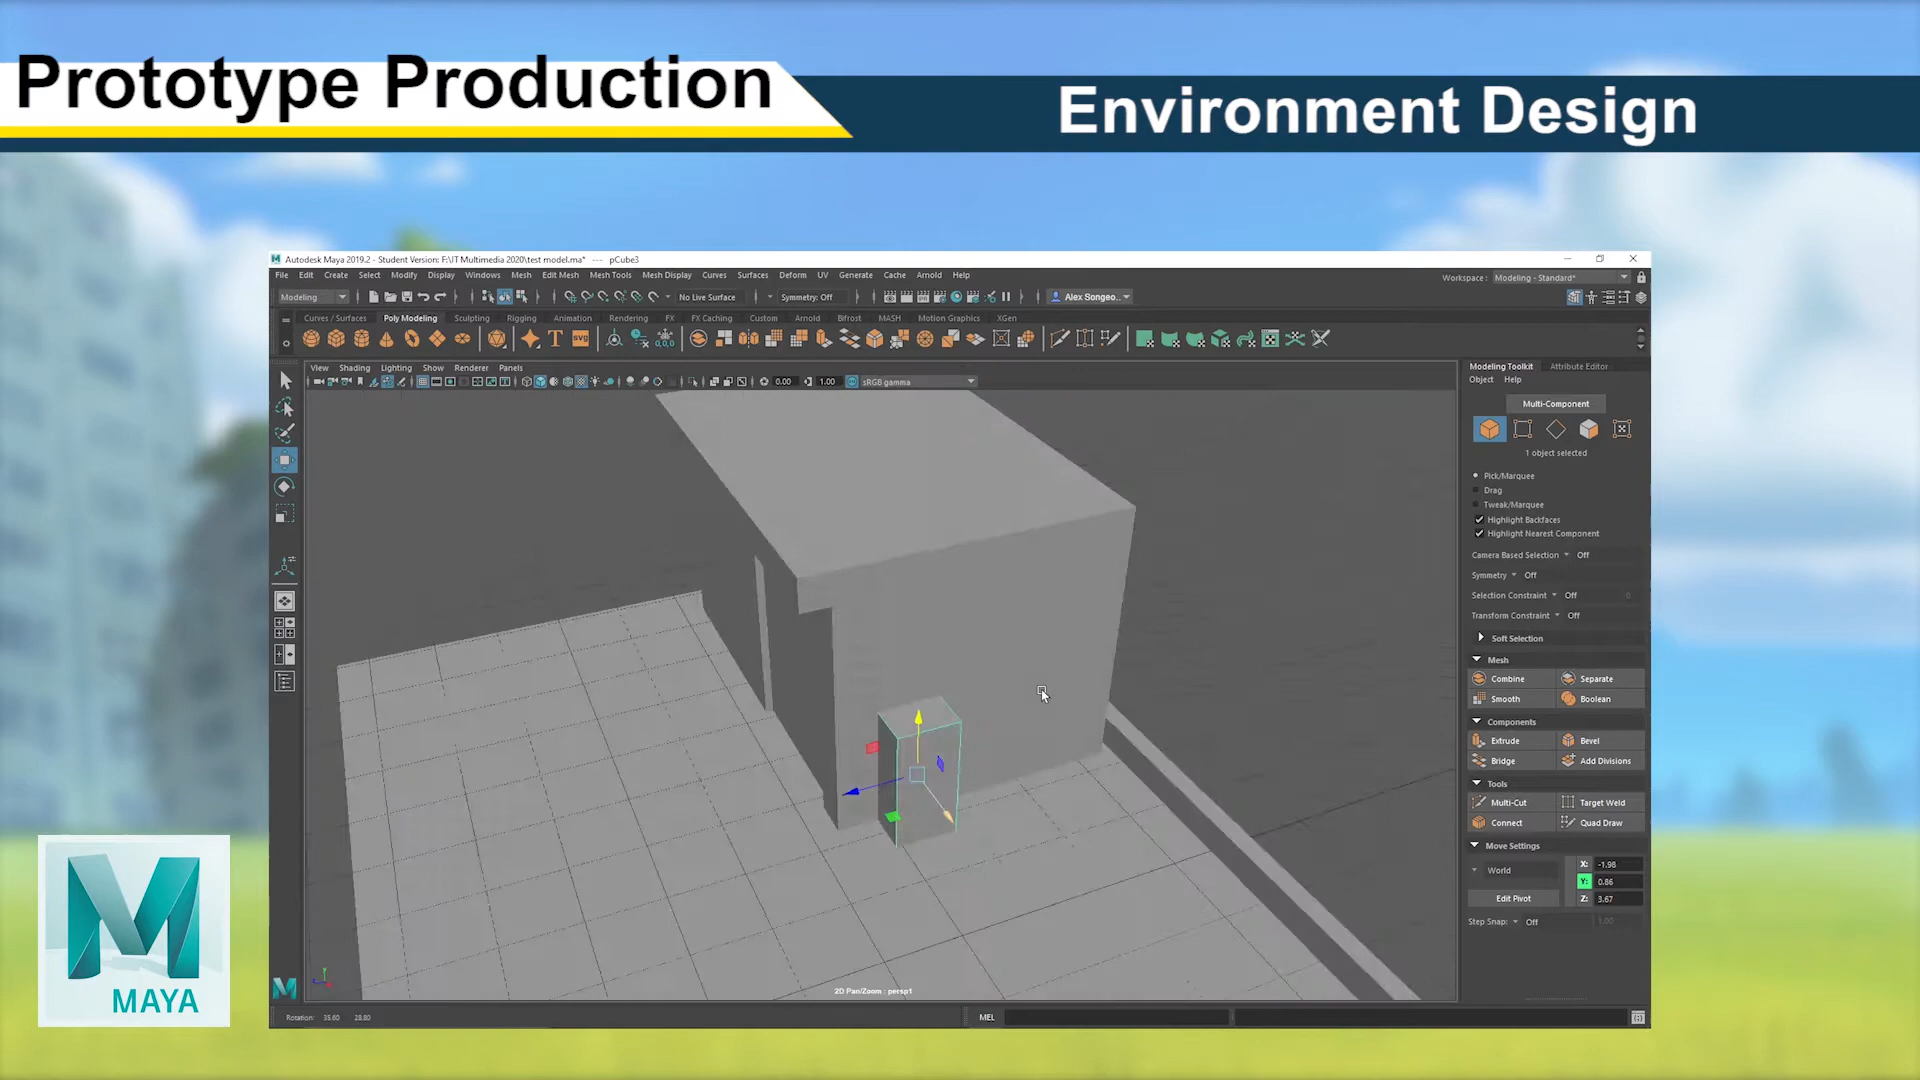 Prototype Production
Environment Design
Autodesk Maya 2019.2 - Student Version: F:\IT Multimedia 2020\test model.ma* --- pCube3
File Edit Create Select Modify Display Windows Mesh Edit Mesh Mesh Tools Mesh Display Curves Surfaces Deform UV Generate Cache Arnold Help
Workspace: Modeling - Standard*
Modeling No Live Surface Symmetry: Off Alex Songeo..
Curves / Surfaces Poly Modeling Sculpting Rigging Animation Rendering FX FX Caching Custom Arnold Bifrost MASH Motion Graphics XGen
T SVG 0,0,0
View Shading Lighting Show Renderer Panels
0.00 1.00 sRGB gamma
Modeling Toolkit Attribute Editor
Object Help
Multi-Component
1 object selected
Pick/Marquee
Drag
Tweak/Marquee
Highlight Backfaces
Highlight Nearest Component
Camera Based Selection Off
Symmetry Off
Selection Constraint Off 0
Transform Constraint Off
Soft Selection
Mesh
Combine Separate
Smooth Boolean
Components
Extrude Bevel
Bridge Add Divisions
Tools
Multi-Cut Target Weld
Connect Quad Draw
Move Settings
World X: -1.98
Y: 0.86
Edit Pivot Z: 3.67
Step Snap: Off 1.00
2D Pan/Zoom : persp1
Rotation: 35.60 28.80
MEL
MAYA